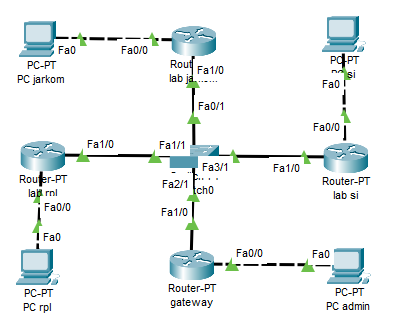 Fa0
Fa0/0
PC-PT
PC jarkom
Fa1/0
Fa0/1
PC-PT
si
Fa0
Fa0/0
Fa1/0
Fa1/1
Fa3/1
Fa1/0
Router-PT
lab rpl
Fa2/1
Router-PT
lab si
Fa0/0
Fa0
Fa1/0
Fa0/0
Fa0
PC-PT
PC rpl
Router-PT
gateway
PC-PT
PC admin